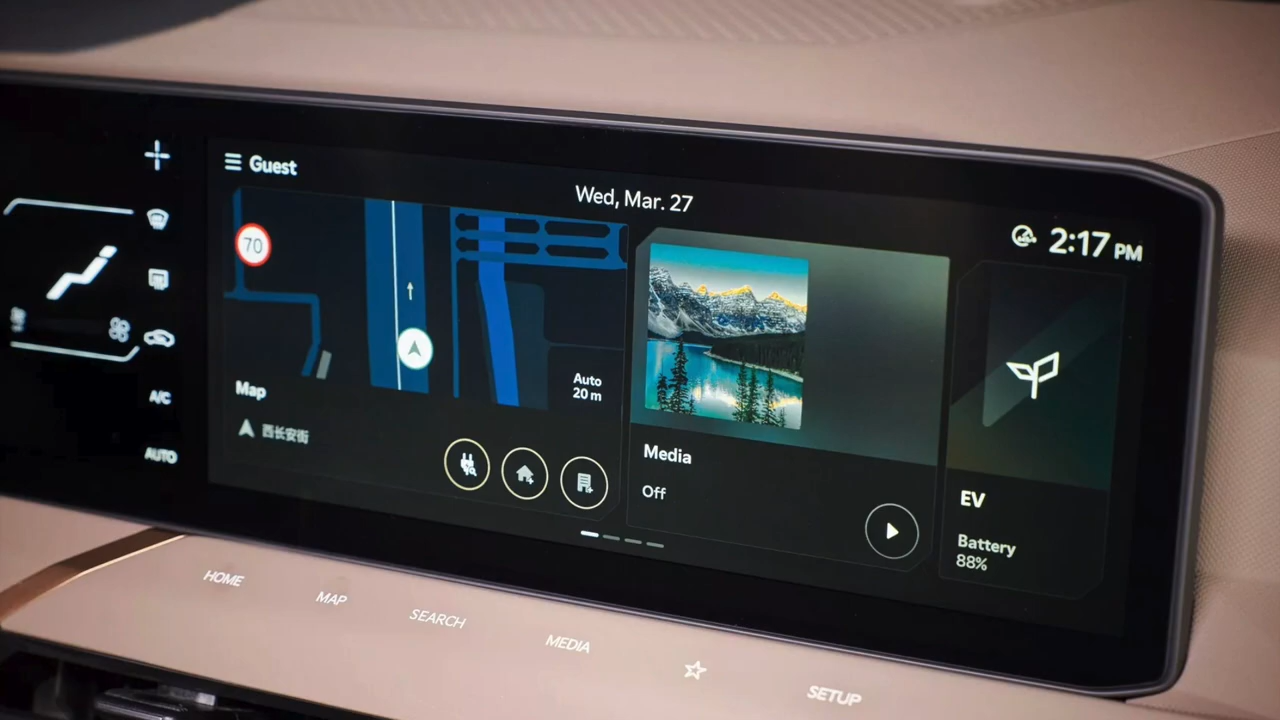 Guest
Wed, Mar. 27
2:17 PM
70
Auto
20 m
Map
西长安街
Media
Off
EV
Battery
88%
A/C
AUTO
HOME
MAP
SEARCH
MEDIA
SETUP